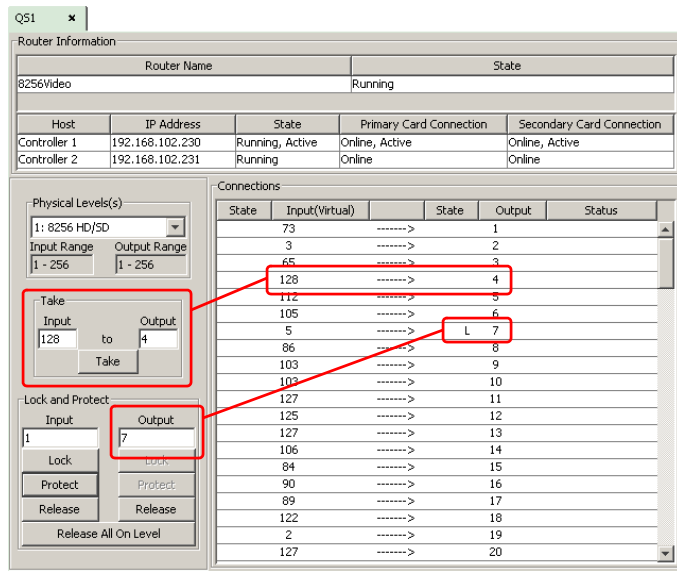 QS1 ×
Router Information
Router Name State
8256Video Running
Host IP Address State Primary Card Connection Secondary Card Connection
Controller 1 192.168.102.230 Running, Active Online, Active Online, Active
Controller 2 192.168.102.231 Running Online Online
Physical Levels(s)
1: 8256 HD/SD
Input Range Output Range
1 - 256 1 - 256
Take
Input Output
128 to 4
Take
Lock and Protect
Input Output
1 7
Lock Lock
Protect Protect
Release Release
Release All On Level
Connections
State Input(Virtual) State Output Status
73 -------> 1
3 -------> 2
65 -------> 3
128 -------> 4
112 -------> 5
105 -------> 6
5 -------> L 7
86 -------> 8
103 -------> 9
103 -------> 10
127 -------> 11
125 -------> 12
127 -------> 13
106 -------> 14
84 -------> 15
90 -------> 16
89 -------> 17
122 -------> 18
2 -------> 19
127 -------> 20